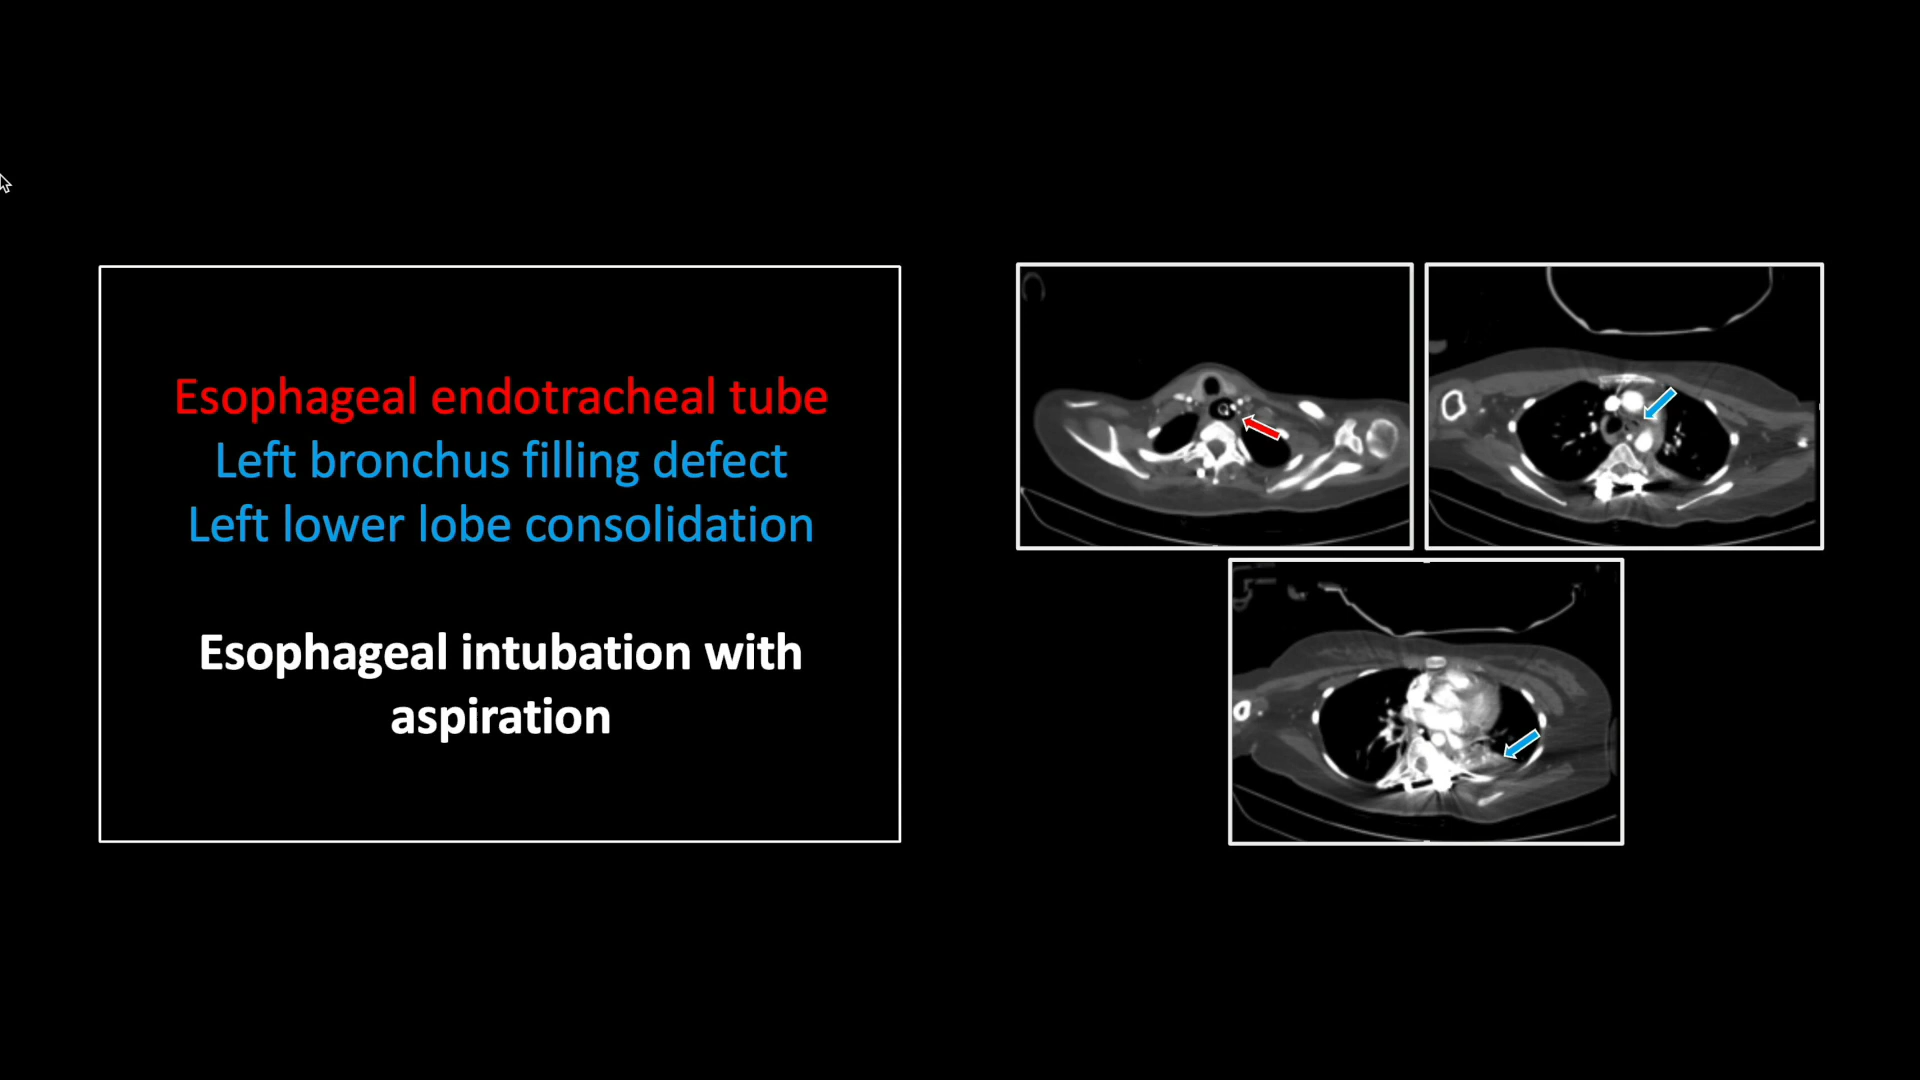 Esophageal endotracheal tube
Left bronchus filling defect
Left lower lobe consolidation
Esophageal intubation with
aspiration